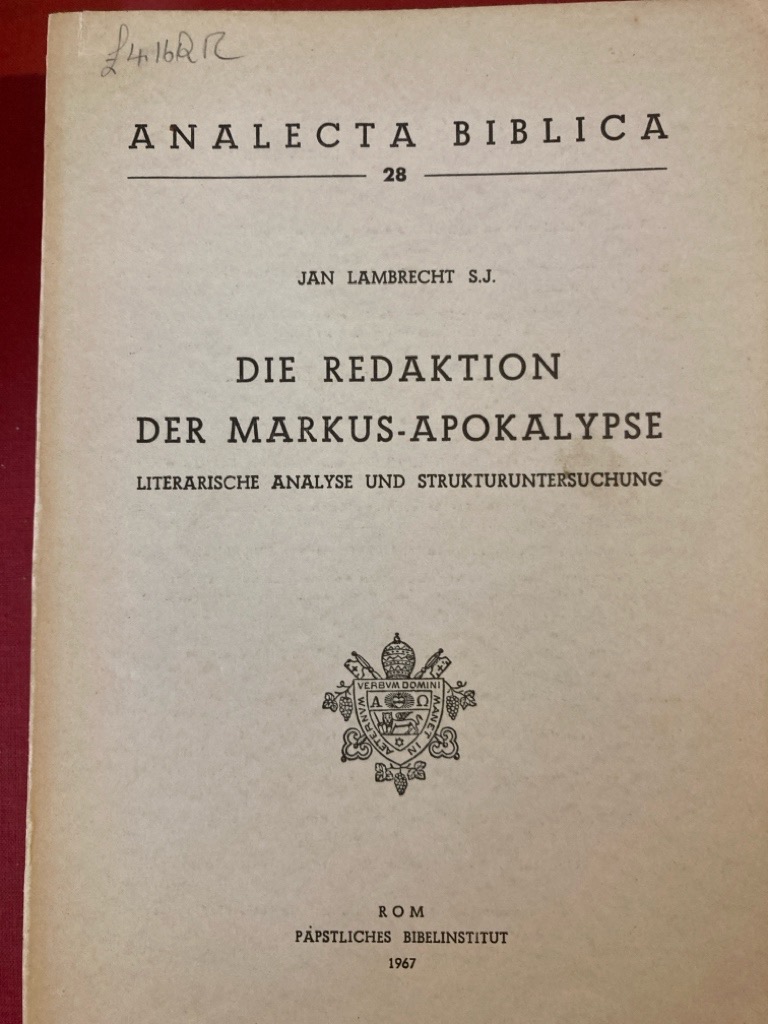 ANALECTA BIBLICA
28
JAN LAMBRECHT S.J.
DIE REDAKTION
DER MARKUS-APOKALYPSE
LITERARISCHE ANALYSE UND STRUKTURUNTERSUCHUNG
VERBVM DOMINI
MANET IN
AETERNVM
A Ω
ROM
PÄPSTLICHES BIBELINSTITUT
1967